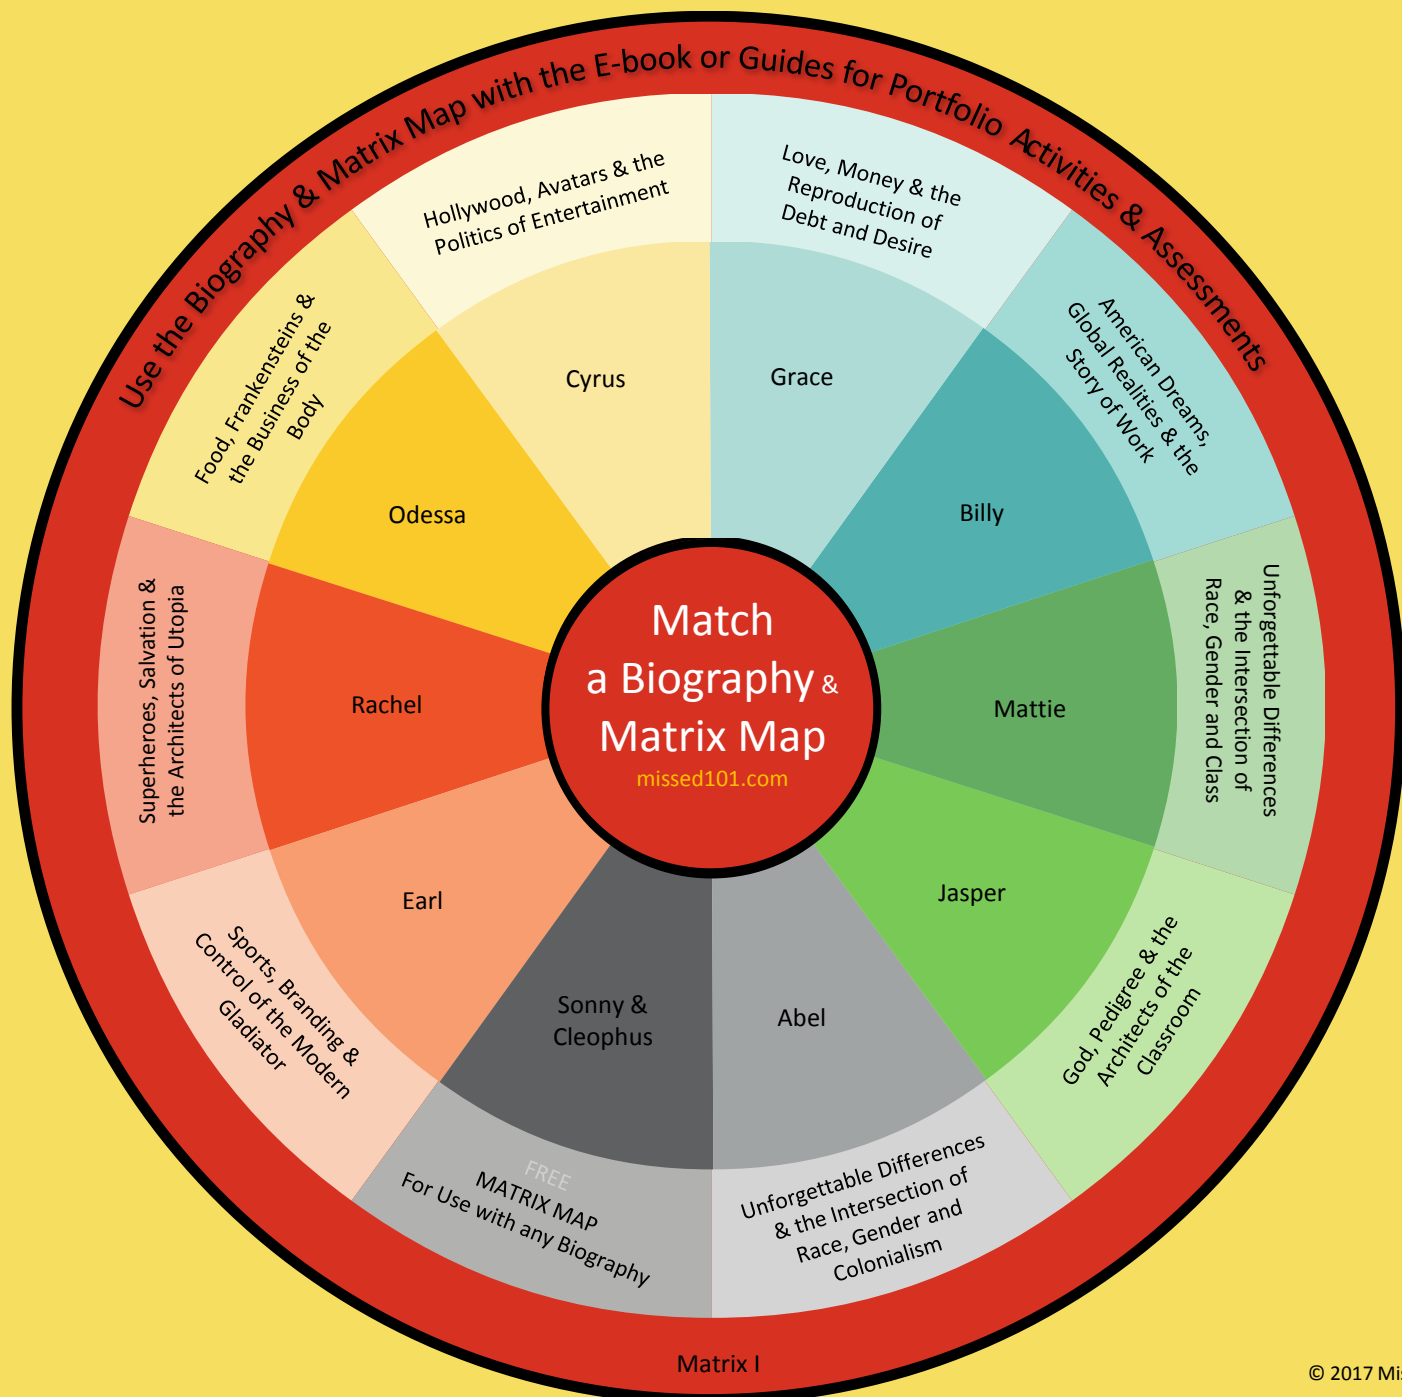 Use the Biography & Matrix Map with the E-book or Guides for Portfolio Activities & Assessments
Hollywood, Avatars & the
Politics of Entertainment
Love, Money & the
Reproduction of
Debt and Desire
American Dreams,
Global Realities & the
Story of Work
Unforgettable Differences
& the Intersection of
Race, Gender and Class
God, Pedigree & the
Architects of the
Classroom
Unforgettable Differences
& the Intersection of
Race, Gender and
Colonialism
FREE
MATRIX MAP
For Use with any Biography
Sports, Branding &
Control of the Modern
Gladiator
Superheroes, Salvation &
the Architects of Utopia
Food, Frankensteins &
the Business of the
Body
Cyrus
Grace
Billy
Mattie
Jasper
Abel
Sonny &
Cleophus
Earl
Rachel
Odessa
Match
a Biography &
Matrix Map
missed101.com
Matrix I
© 2017